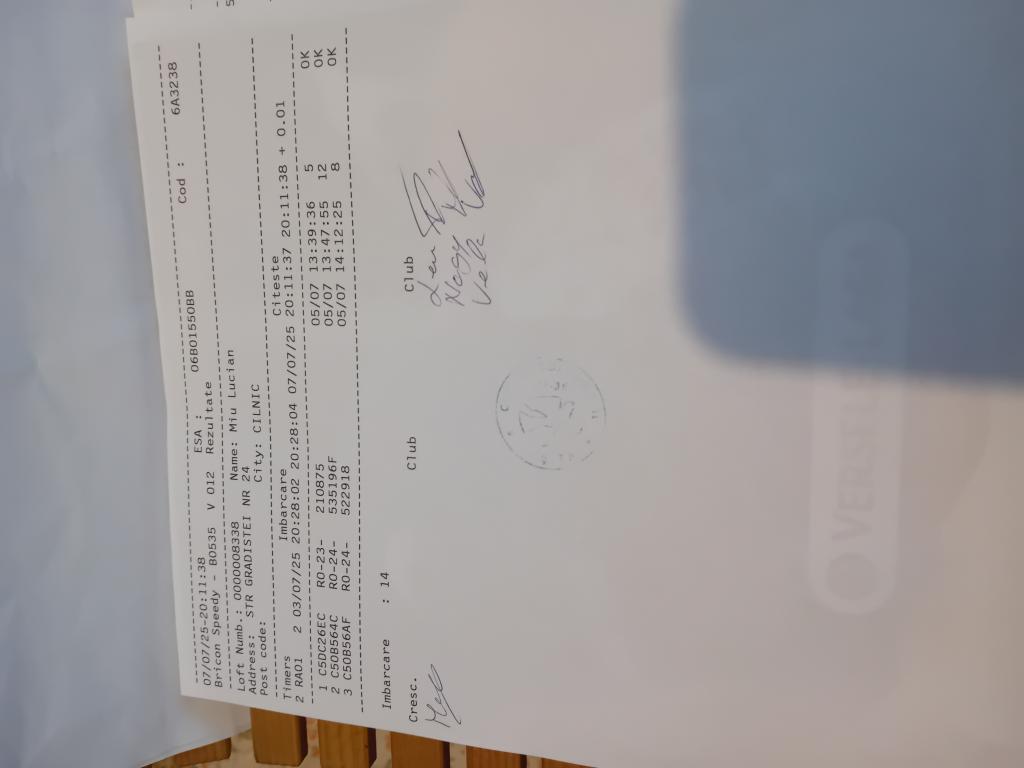 07/07/25-20:11:38 ESA : 06B01550BB Cod : 6A3238
Bricon Speedy - B0535 V 012 Rezultate
Loft Numb.: 0000008338 Name: Miu Lucian
Address: STR GRADISTEI NR 24
Post code: City: CILNIC
Timers Imbarcare Citeste
2 RA01 2 03/07/25 20:28:02 20:28:04 07/07/25 20:11:37 20:11:38 + 0.01
1 C5DC26EC RO-23- 210875 05/07 13:39:36 5 OK
2 C50B564C RO-24- 535196F 05/07 13:47:55 12 OK
3 C50B56AF RO-24- 522918 05/07 14:12:25 8 OK
Imbarcare : 14
Cresc. Club Club
Nagy